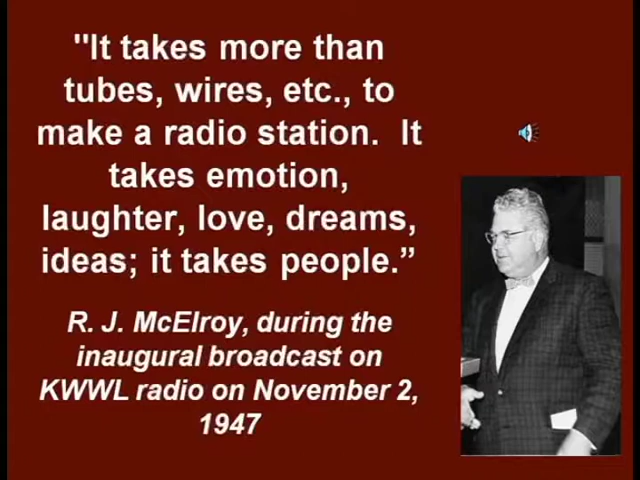 "It takes more than
tubes, wires, etc., to
make a radio station.  It
takes emotion,
laughter, love, dreams,
ideas; it takes people.”
R. J. McElroy, during the
inaugural broadcast on
KWWL radio on November 2,
1947